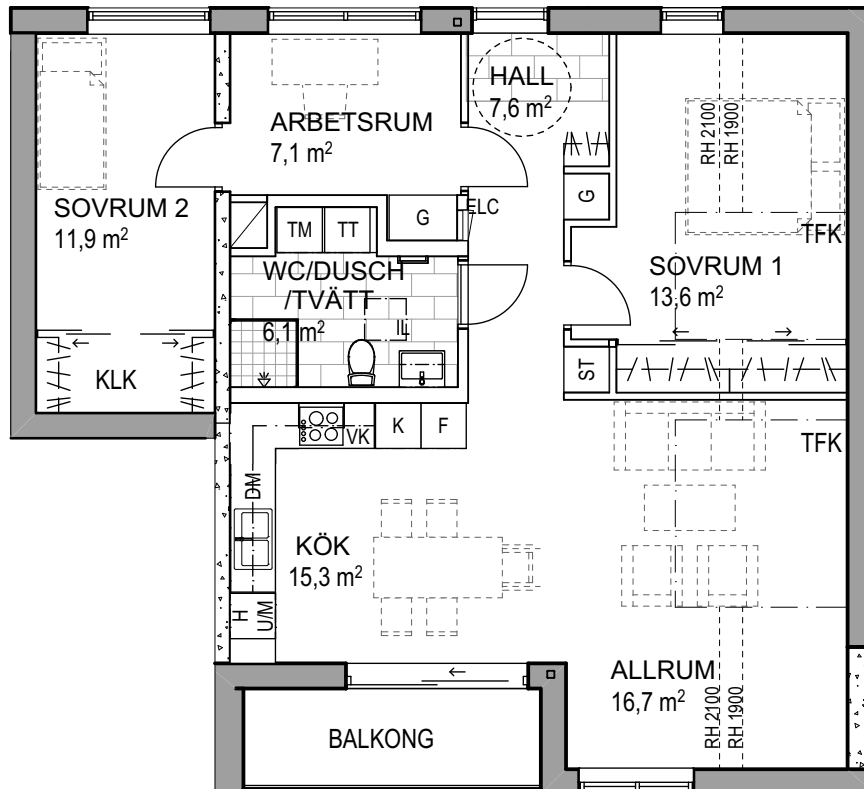 HALL
7,6 m²
ARBETSRUM
7,1 m²
RH 2100
RH 1900
SOVRUM 2
11,9 m²
TM
TT
G
ELC
G
TFK
SOVRUM 1
13,6 m²
WC/DUSCH
/TVÄTT
6,1 m²
IL
KLK
ST
VK
K
F
TFK
DM
KÖK
15,3 m²
H
U/M
ALLRUM
16,7 m²
RH 2100
RH 1900
BALKONG